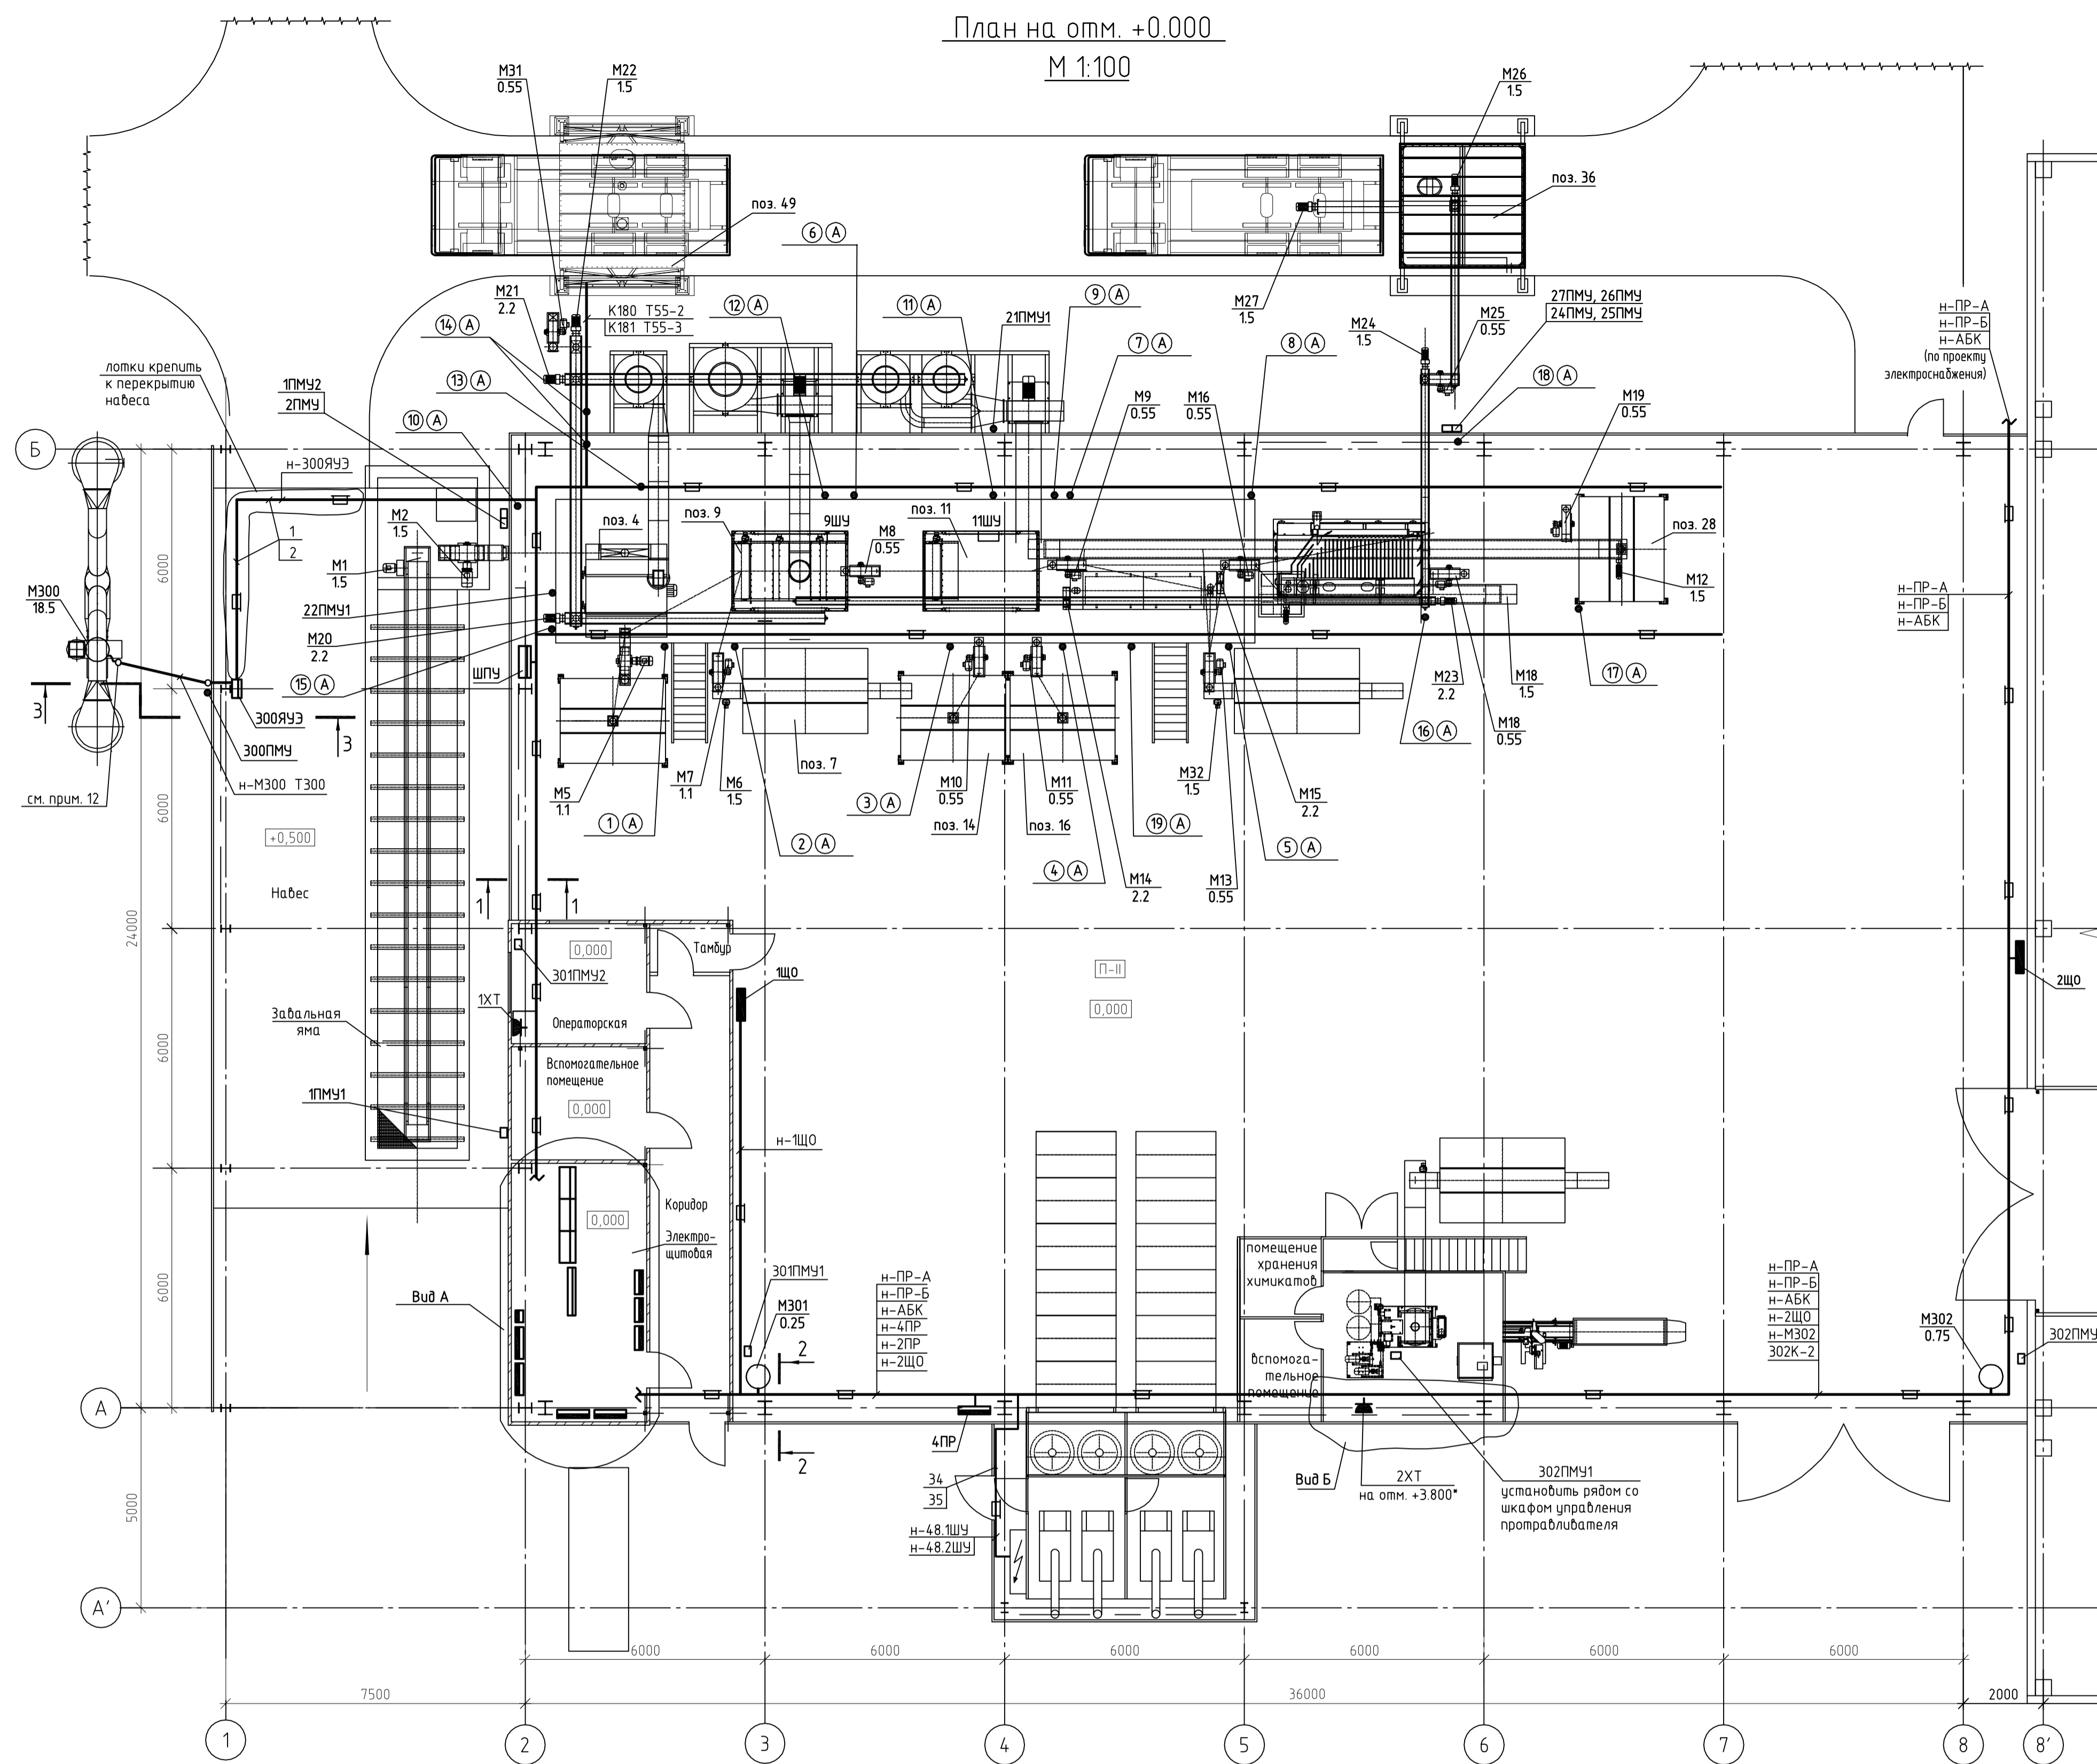 План на отм. +0.000
М 1:100
М31
0.55
М22
1.5
М26
1.5
поз. 49
поз. 36
6 А
М21
2.2
К180 Т55-2
К181 Т55-3
12 А
11 А
9 А
21ПМУ1
М27
1.5
27ПМУ, 26ПМУ
24ПМУ, 25ПМУ
М25
0.55
М24
1.5
н-ПР-А
н-ПР-Б
н-АБК
(по проекту
электроснабжения)
14 А
7 А
8 А
18 А
лотки крепить
к перекрытию
навеса
1ПМУ2
2ПМУ
13 А
М9
0.55
М16
0.55
М19
0.55
10 А
Б
н-300ЯУЭ
М2
1.5
1
2
М1
1.5
поз. 4
поз. 9
9ШУ
М8
0.55
поз. 11
11ШУ
поз. 28
М12
1.5
М300
18.5
22ПМУ1
М20
2.2
н-ПР-А
н-ПР-Б
н-АБК
ШПУ
15 А
М23
2.2
М18
1.5
17 А
3
3
300ЯУЭ
300ПМУ
н-М300 Т300
см. прим. 12
М18
0.55
16 А
поз. 7
М5
1.1
М7
1.1
М6
1.5
М10
0.55
М11
0.55
М32
1.5
М15
2.2
1 А
3 А
поз. 14
поз. 16
19 А
2 А
5 А
4 А
М14
2.2
М13
0.55
+0,500
Навес
1
1
24000
6000
6000
6000
6000
5000
0,000
Тамбур
301ПМУ2
1ЩО
П-II
0,000
2ЩО
1ХТ
Операторская
Завальная
яма
Вспомогательное
помещение
0,000
1ПМУ1
н-1ЩО
0,000
Коридор
Электро-
щитовая
Вид А
301ПМУ1
М301
0.25
н-ПР-А
н-ПР-Б
н-АБК
н-4ПР
н-2ПР
н-2ЩО
помещение
хранения
химикатов
вспомога-
тельное
помещение
н-ПР-А
н-ПР-Б
н-АБК
н-2ЩО
н-М302
302К-2
М302
0.75
302ПМУ
2
2
А
4ПР
34
35
н-48.1ШУ
н-48.2ШУ
Вид Б
2ХТ
на отм. +3.800*
302ПМУ1
установить рядом со
шкафом управления
протравливателя
А'
6000
6000
6000
6000
6000
6000
7500
36000
2000
1
2
3
4
5
6
7
8
8'